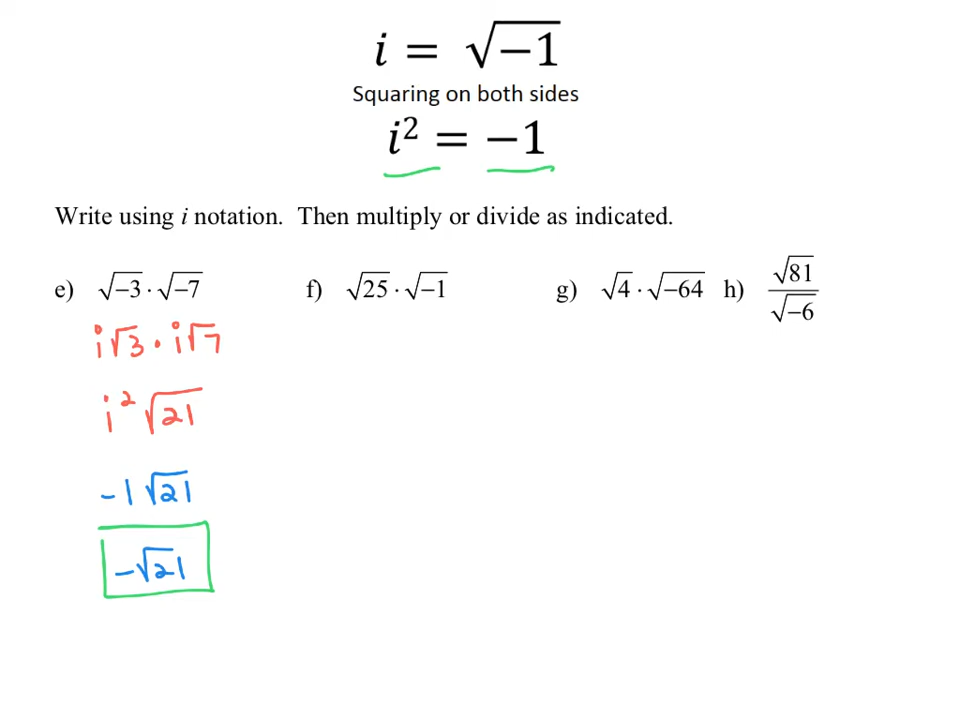 i = √−1
Squaring on both sides
i² = −1
Write using i notation. Then multiply or divide as indicated.
e) √−3 · √−7 f) √25 · √−1 g) √4 · √−64 h) √81 / √−6
i√3 · i√7
i² √21
-1 √21
-√21